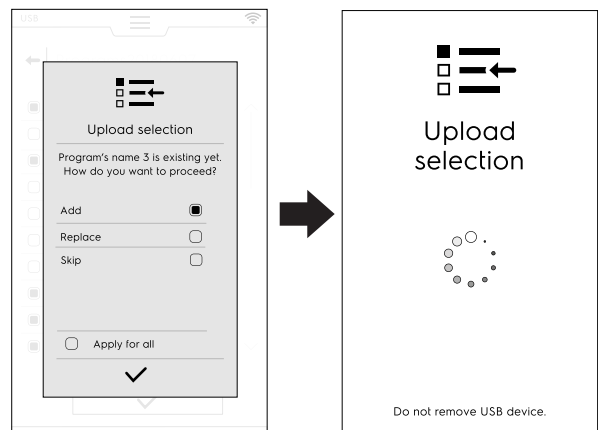 USB
Upload selection
Program's name 3 is existing yet.
How do you want to proceed?
Add
Replace
Skip
Apply for all
Upload
selection
Do not remove USB device.